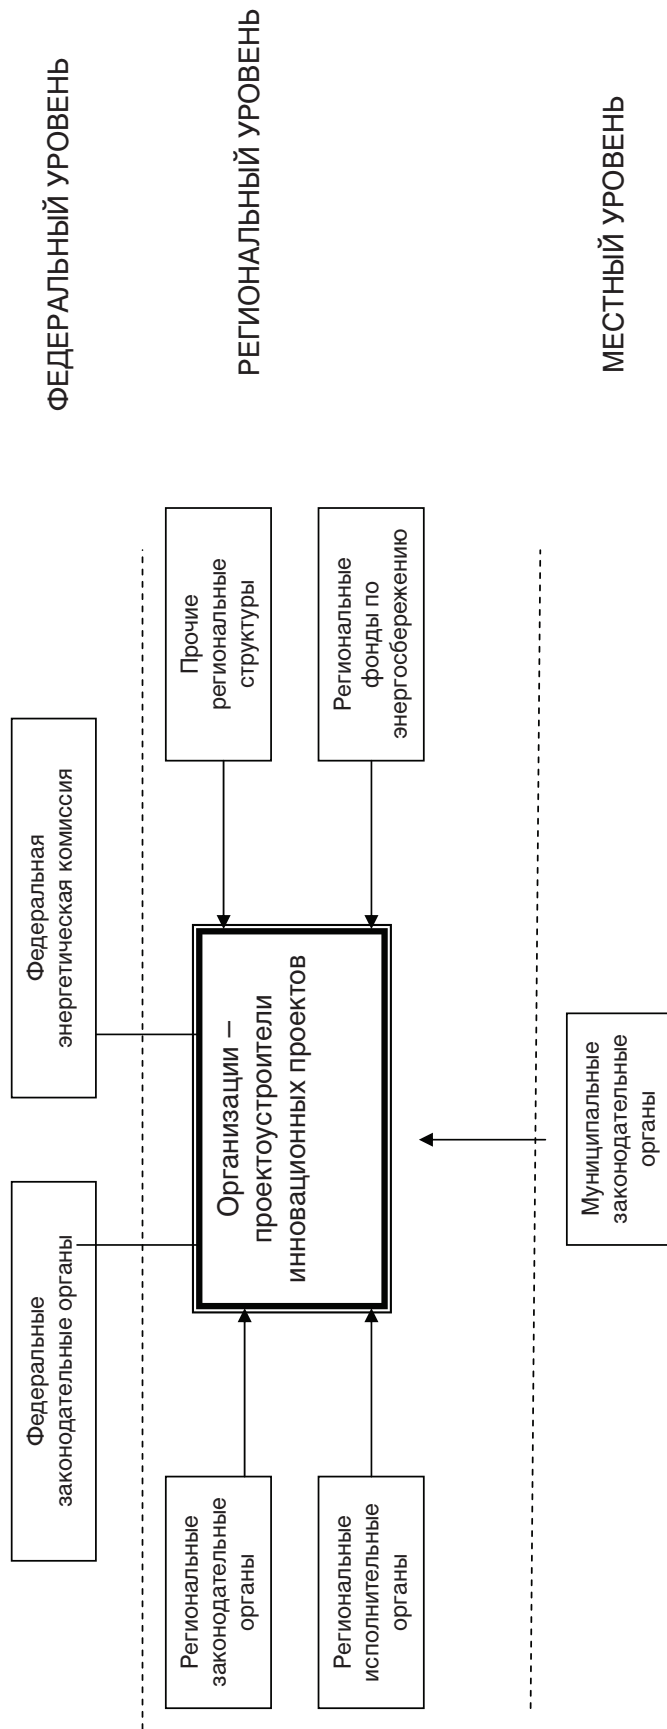 Федеральные
законодательные органы
Федеральная
энергетическая комиссия
ФЕДЕРАЛЬНЫЙ УРОВЕНЬ
Региональные
законодательные
органы
Прочие
региональные
структуры
РЕГИОНАЛЬНЫЙ УРОВЕНЬ
Организации –
проектоустроители
инновационных проектов
Региональные
исполнительные
органы
Региональные
фонды по
энергосбережению
Муниципальные
законодательные
органы
МЕСТНЫЙ УРОВЕНЬ